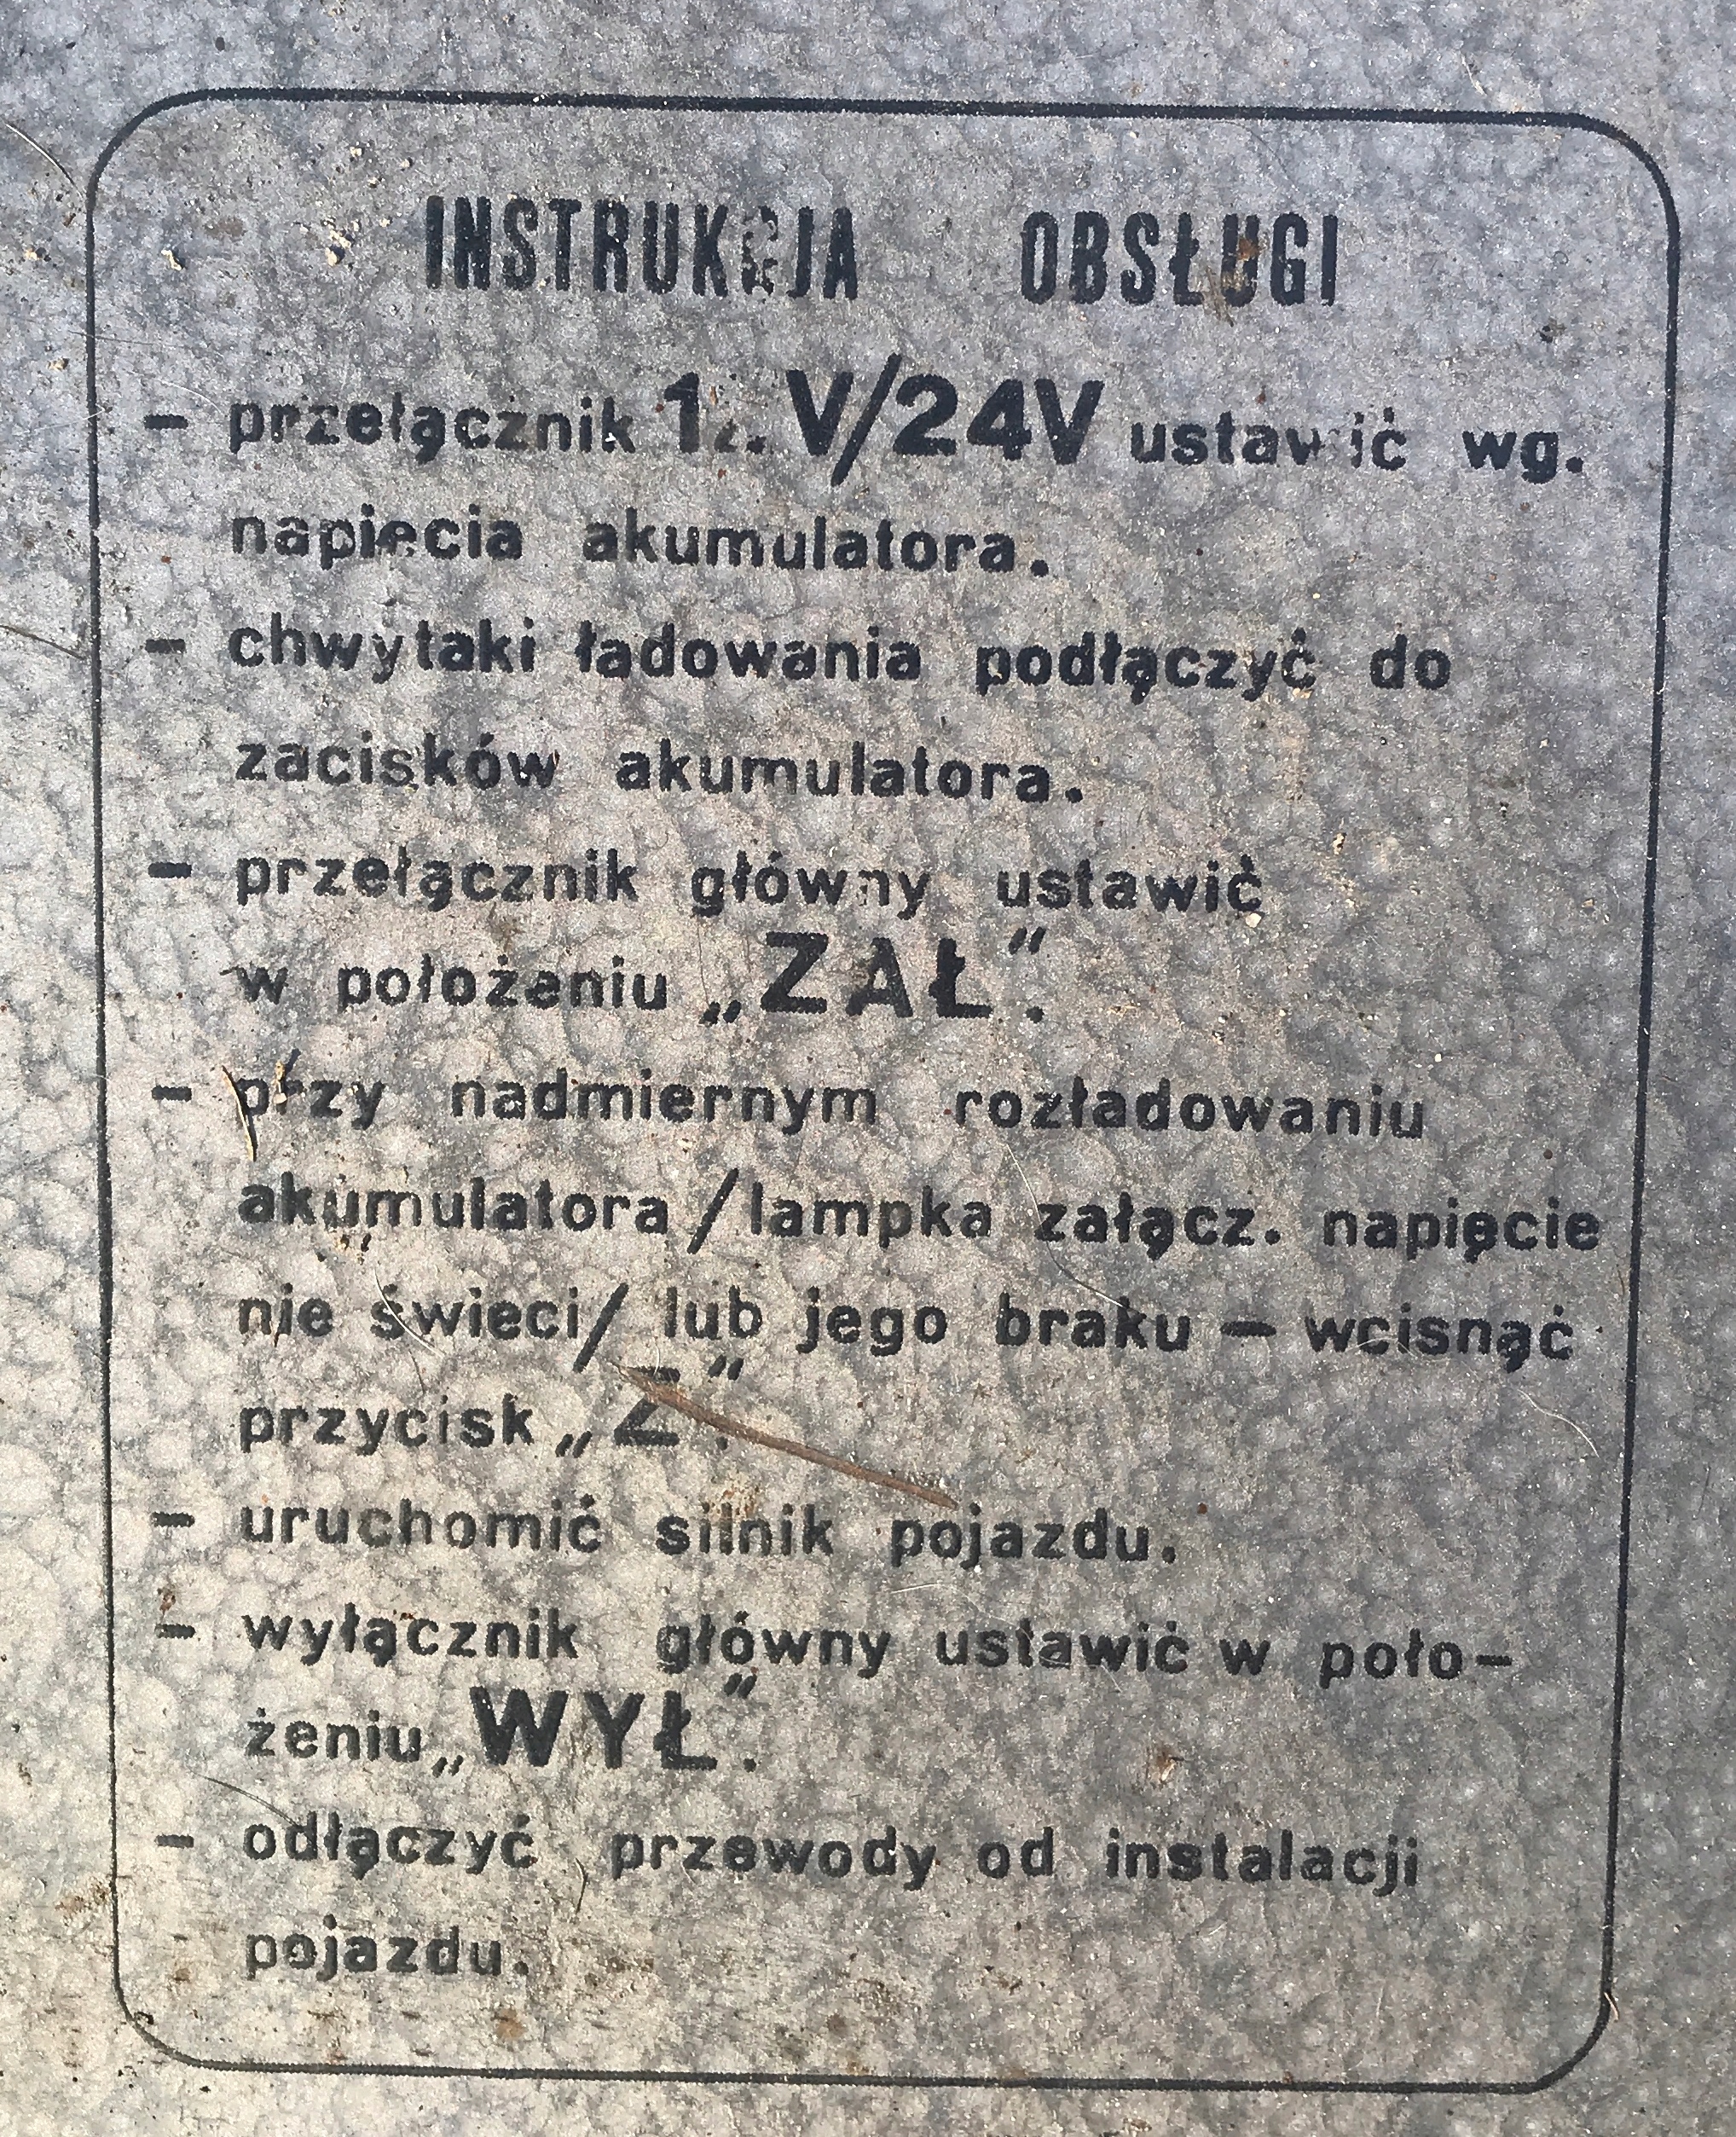 INSTRUKCJA OBSŁUGI
- przełącznik 12 V/24V ustawić wg.
napięcia akumulatora.
- chwytaki ładowania podłączyć do
zacisków akumulatora.
- przełącznik główny ustawić
w położeniu „ZAŁ”.
- przy nadmiernym rozładowaniu
akumulatora/lampka załącz. napięcie
nie świeci/ lub jego braku - wcisnąć
przycisk „Z”.
- uruchomić silnik pojazdu.
- wyłącznik główny ustawić w poło-
żeniu „WYŁ”.
- odłączyć przewody od instalacji
pojazdu.